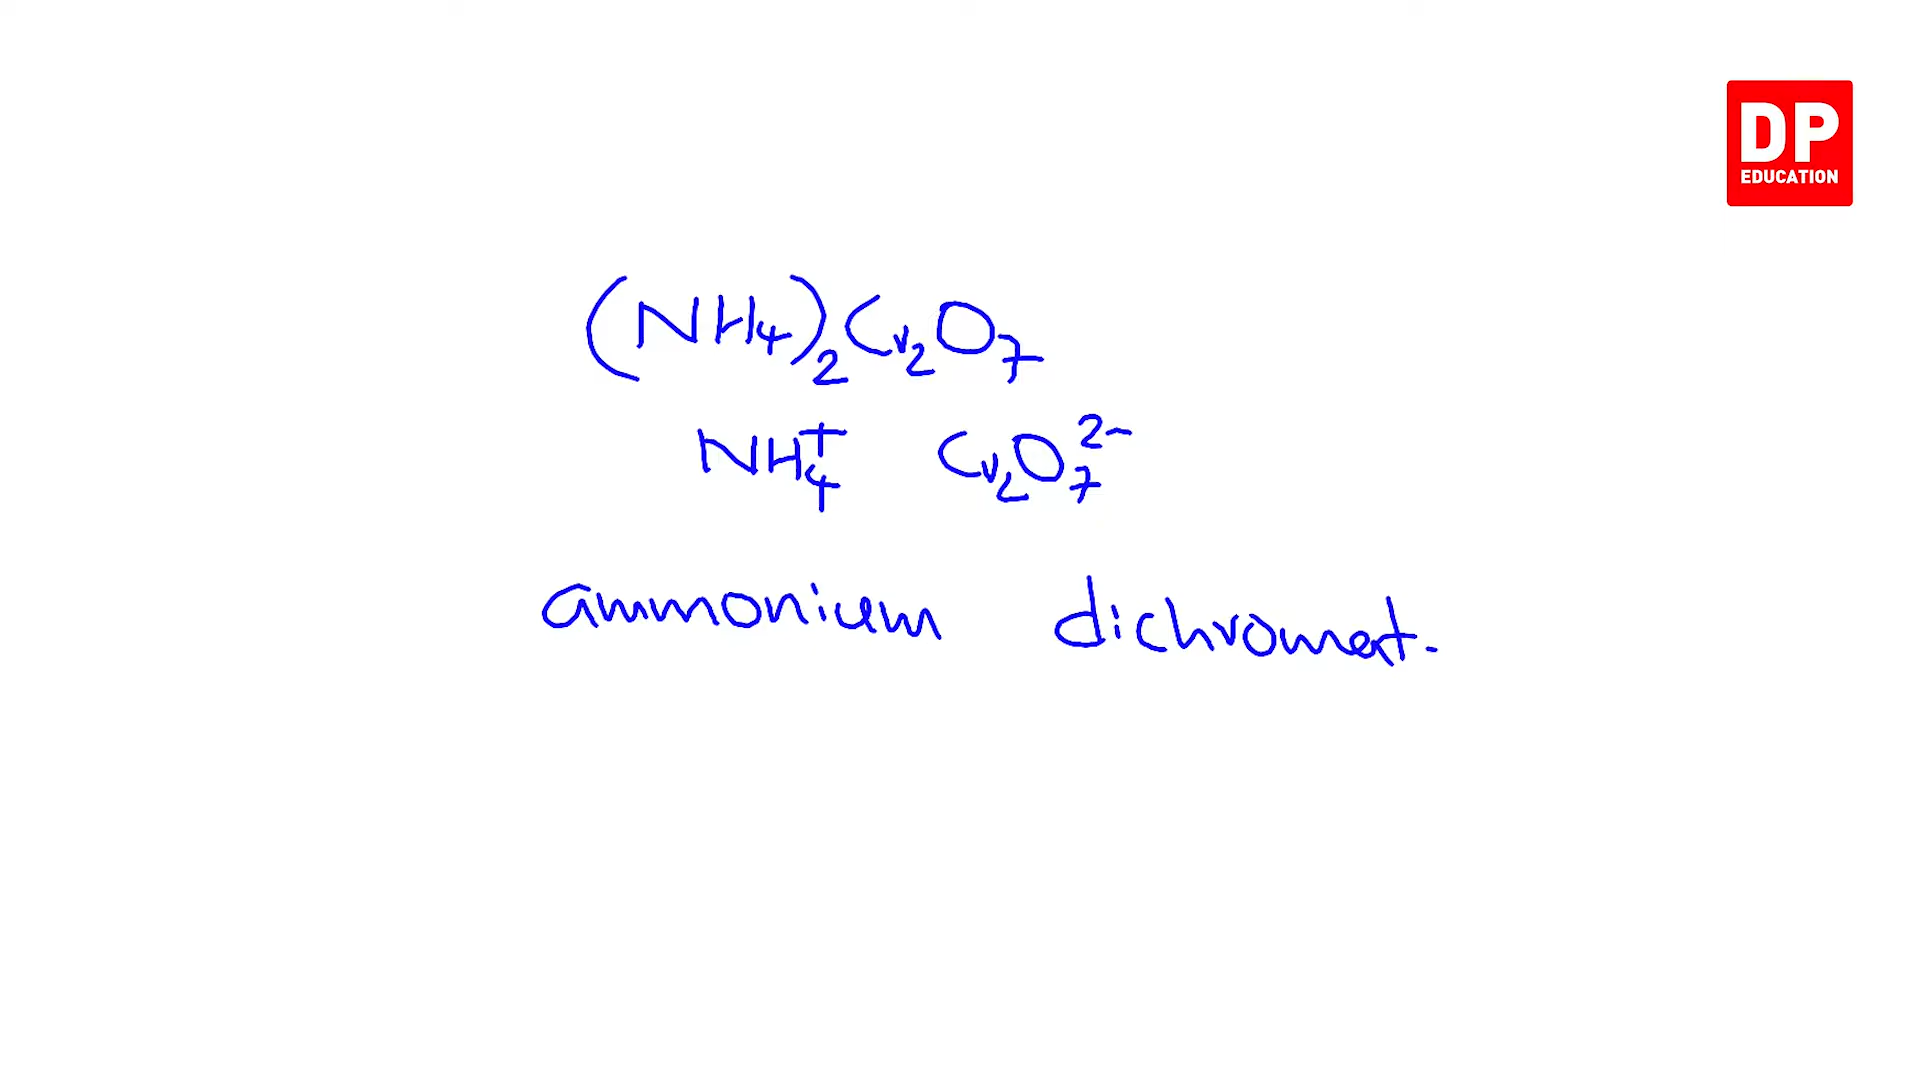 DP
EDUCATION
(NH₄)₂Cr₂O₇
NH₄⁺ Cr₂O₇²⁻
ammonium dichromat-